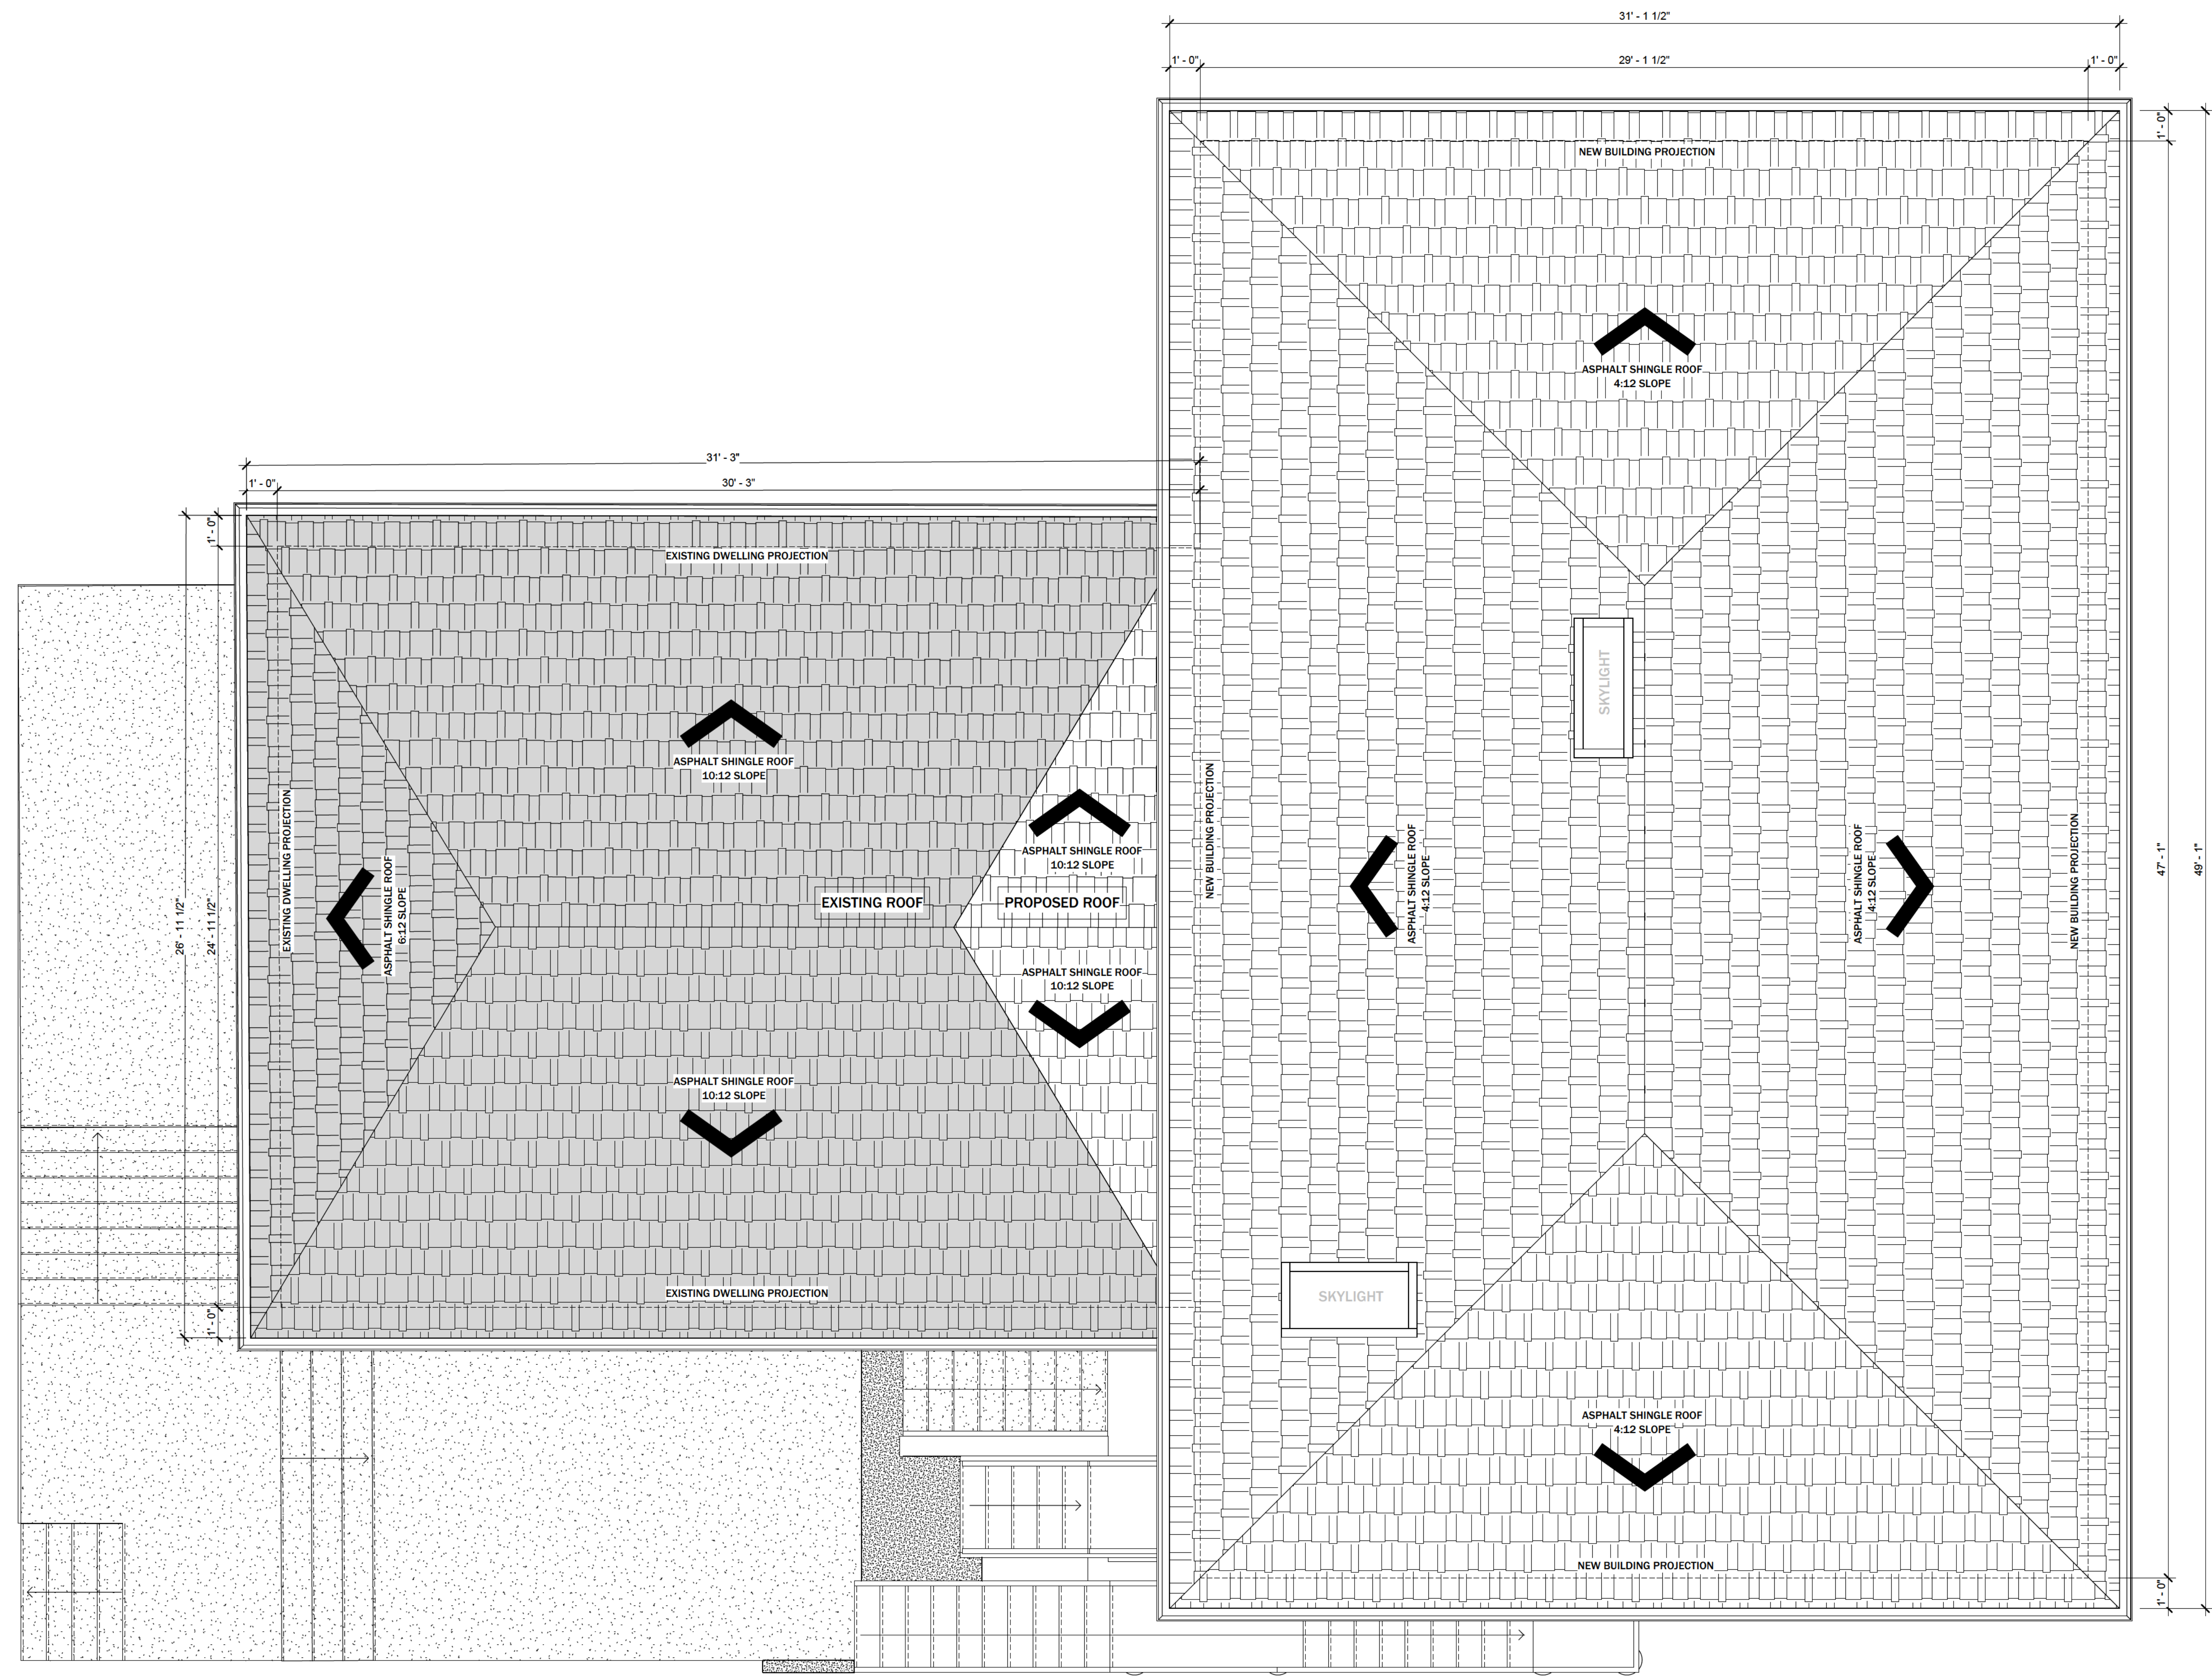 31' - 1 1/2"
1' - 0"
29' - 1 1/2"
1' - 0"
1' - 0"
NEW BUILDING PROJECTION
ASPHALT SHINGLE ROOF
4:12 SLOPE
31' - 3"
1' - 0"
30' - 3"
1' - 0"
EXISTING DWELLING PROJECTION
SKYLIGHT
ASPHALT SHINGLE ROOF
10:12 SLOPE
EXISTING DWELLING PROJECTION
ASPHALT SHINGLE ROOF
6:12 SLOPE
26' - 11 1/2"
24' - 11 1/2"
ASPHALT SHINGLE ROOF
10:12 SLOPE
EXISTING ROOF
PROPOSED ROOF
NEW BUILDING PROJECTION
ASPHALT SHINGLE ROOF
4:12 SLOPE
ASPHALT SHINGLE ROOF
4:12 SLOPE
NEW BUILDING PROJECTION
47' - 1"
49' - 1"
ASPHALT SHINGLE ROOF
10:12 SLOPE
ASPHALT SHINGLE ROOF
10:12 SLOPE
EXISTING DWELLING PROJECTION
SKYLIGHT
1' - 0"
ASPHALT SHINGLE ROOF
4:12 SLOPE
NEW BUILDING PROJECTION
1' - 0"